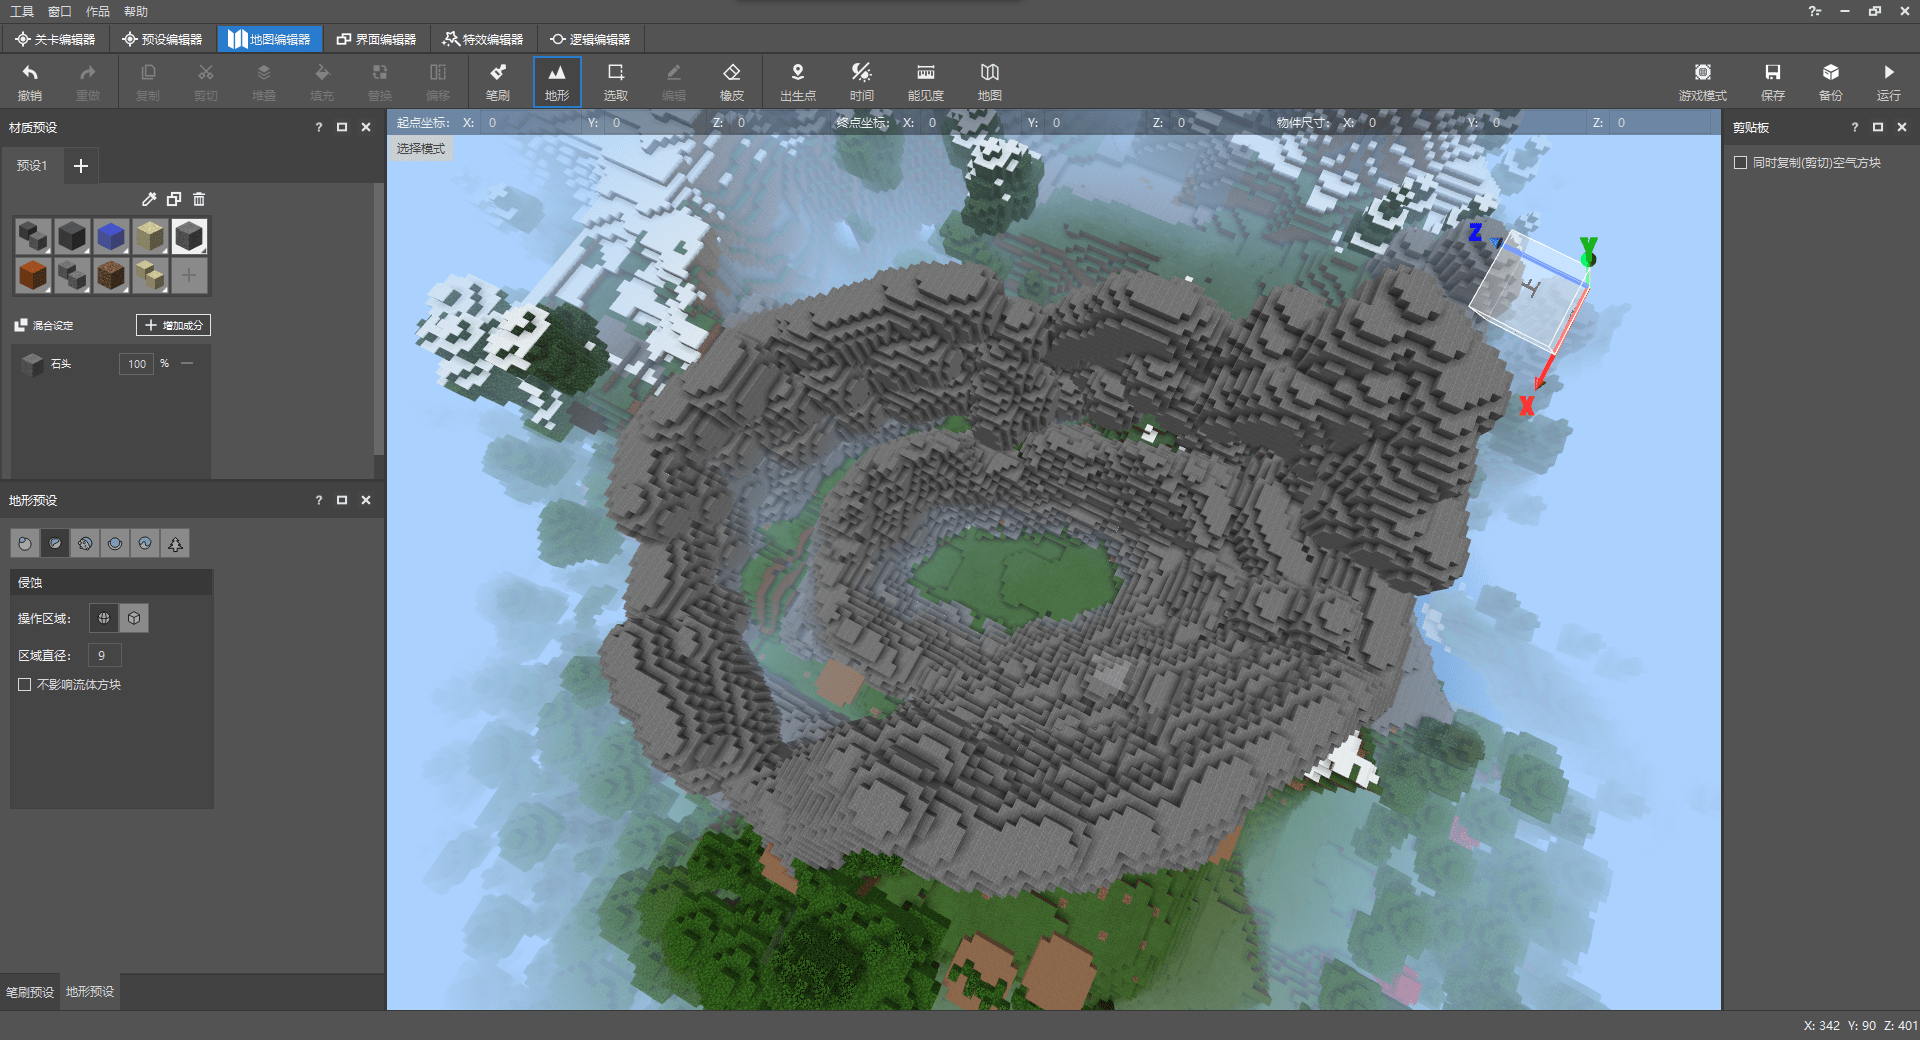 工具 窗口 作品 帮助
关卡编辑器 预设编辑器 地图编辑器 界面编辑器 特效编辑器 逻辑编辑器
撤销 重做 复制 剪切 堆叠 填充 替换 偏移 笔刷 地形 选取 编辑 橡皮 出生点 时间 能见度 地图 游戏模式 保存 备份 运行
材质预设 ?
起点坐标: X: 0 Y: 0 Z: 0 终点坐标: X: 0 Y: 0 Z: 0 物件尺寸: X: 0 Y: 0 Z: 0
剪贴板 ?
选择模式
预设1 +
同时复制(剪切)空气方块
Z Y
X
混合设定 + 增加成分
石头 100 %
地形预设 ?
侵蚀
操作区域:
区域直径: 9
不影响流体方块
笔刷预设 地形预设
X: 342 Y: 90 Z: 401